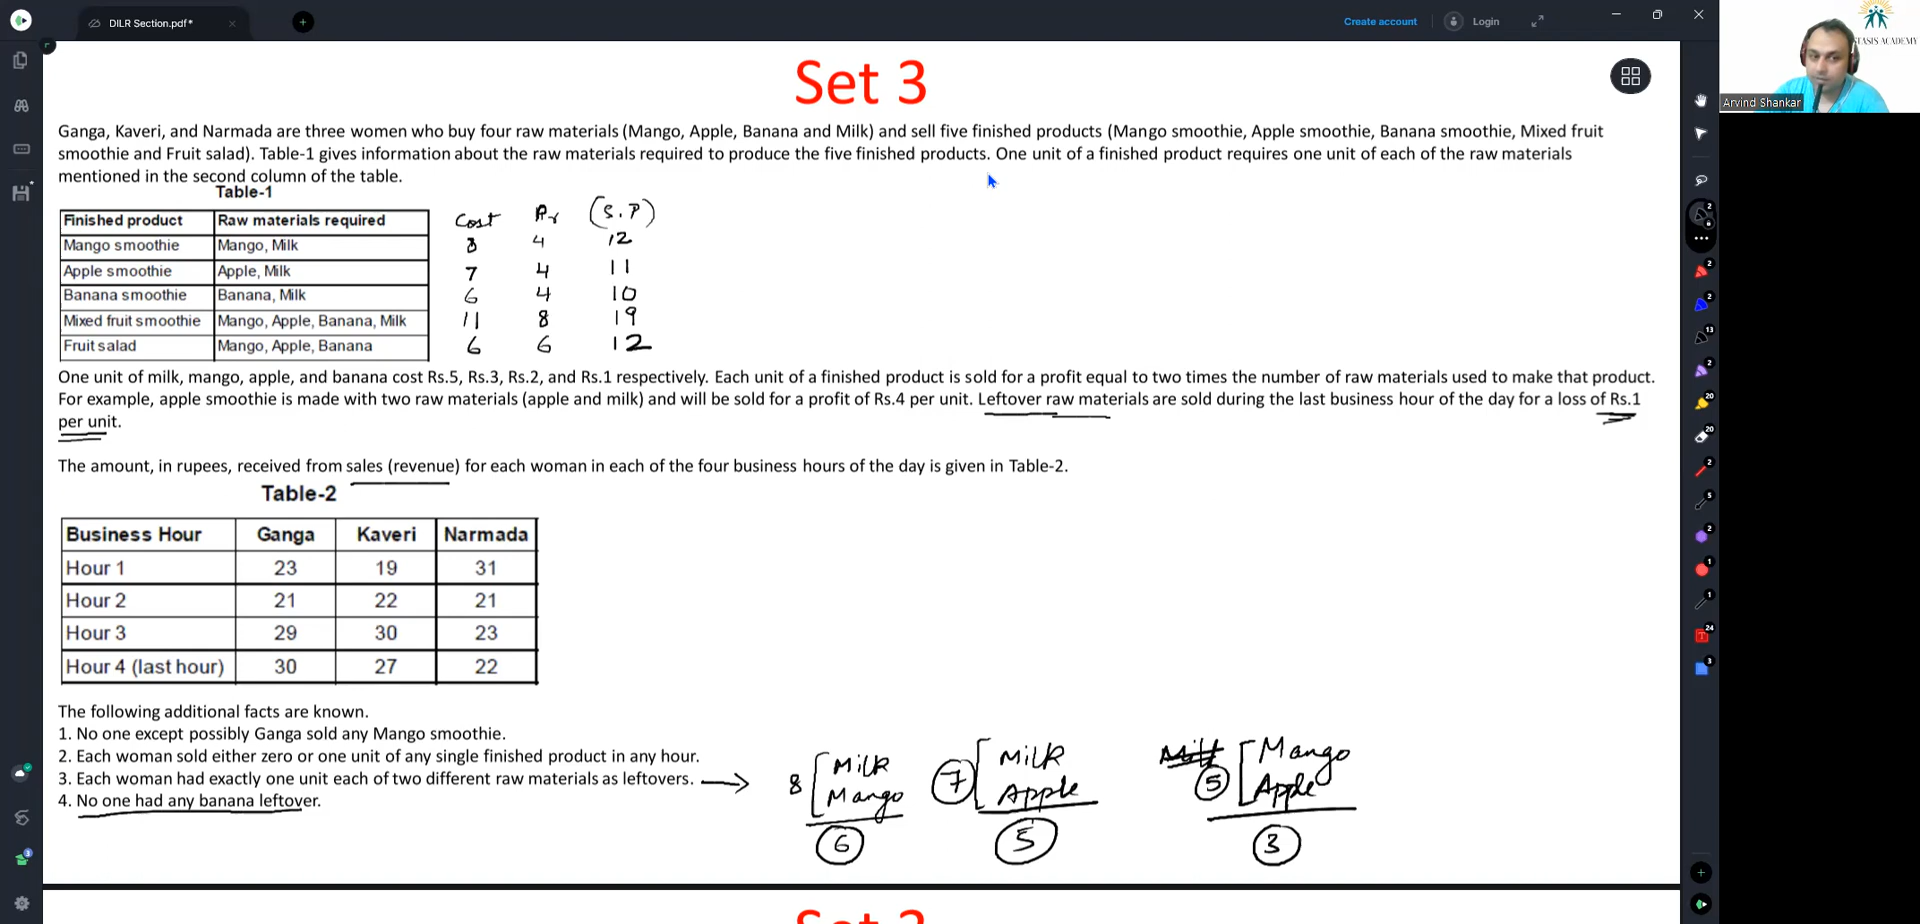 DILR Section.pdf*
Create account
Login
Set 3
TASIS ACADEMY
Arvind Shankar
Ganga, Kaveri, and Narmada are three women who buy four raw materials (Mango, Apple, Banana and Milk) and sell five finished products (Mango smoothie, Apple smoothie, Banana smoothie, Mixed fruit
smoothie and Fruit salad). Table-1 gives information about the raw materials required to produce the five finished products. One unit of a finished product requires one unit of each of the raw materials
mentioned in the second column of the table.
Table-1
Finished product Raw materials required Cost Pr (S.P)
Mango smoothie Mango, Milk 8 4 12
Apple smoothie Apple, Milk 7 4 11
Banana smoothie Banana, Milk 6 4 10
Mixed fruit smoothie Mango, Apple, Banana, Milk 11 8 19
Fruit salad Mango, Apple, Banana 6 6 12
One unit of milk, mango, apple, and banana cost Rs.5, Rs.3, Rs.2, and Rs.1 respectively. Each unit of a finished product is sold for a profit equal to two times the number of raw materials used to make that product.
For example, apple smoothie is made with two raw materials (apple and milk) and will be sold for a profit of Rs.4 per unit. Leftover raw materials are sold during the last business hour of the day for a loss of Rs.1
per unit.
The amount, in rupees, received from sales (revenue) for each woman in each of the four business hours of the day is given in Table-2.
Table-2
Business Hour Ganga Kaveri Narmada
Hour 1 23 19 31
Hour 2 21 22 21
Hour 3 29 30 23
Hour 4 (last hour) 30 27 22
The following additional facts are known.
1. No one except possibly Ganga sold any Mango smoothie.
2. Each woman sold either zero or one unit of any single finished product in any hour.
3. Each woman had exactly one unit each of two different raw materials as leftovers.
4. No one had any banana leftover.
8 Milk
Mango
6
7 Milk
Apple
5
Milk
5 Mango
Apple
3
Set 3